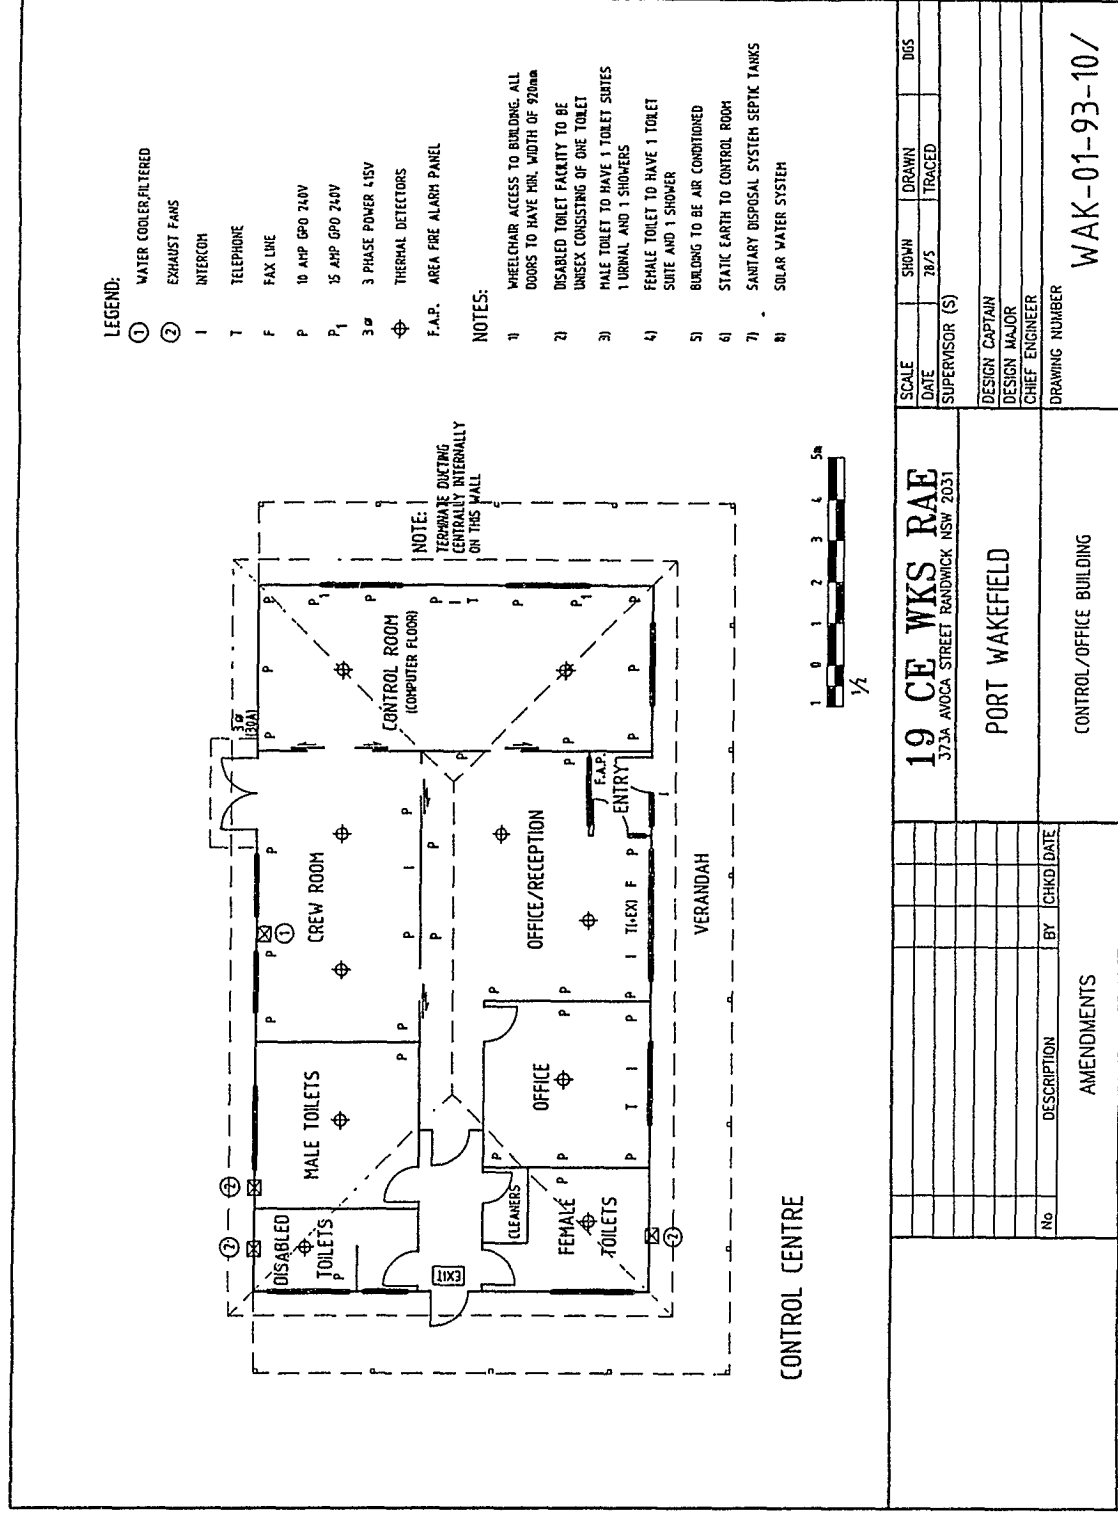 LEGEND:
1 WATER COOLER,FILTERED
2 EXHAUST FANS
I INTERCOM
T TELEPHONE
F FAX LINE
P 10 AMP GPO 240V
P1 15 AMP GPO 240V
3ø 3 PHASE POWER 415V
THERMAL DETECTORS
F.A.P. AREA FIRE ALARM PANEL
NOTES:
1) WHEELCHAIR ACCESS TO BUILDING. ALL
DOORS TO HAVE MIN. WIDTH OF 920mm
2) DISABLED TOILET FACILITY TO BE
UNISEX CONSISTING OF ONE TOILET
3) MALE TOILET TO HAVE 1 TOILET SUITES
1 URINAL AND 1 SHOWERS
4) FEMALE TOILET TO HAVE 1 TOILET
SUITE AND 1 SHOWER
5) BUILDING TO BE AIR CONDITIONED
6) STATIC EARTH TO CONTROL ROOM
7) SANITARY DISPOSAL SYSTEM SEPTIC TANKS
8) SOLAR WATER SYSTEM
NOTE:
TERMINATE DUCTING
CENTRALLY INTERNALLY
ON THIS WALL
3ø
(30A)
CONTROL ROOM
(COMPUTER FLOOR)
CREW ROOM
MALE TOILETS
DISABLED
TOILETS
OFFICE/RECEPTION
F.A.P.
ENTRY
I T(+EX) F P
OFFICE
T I
CLEANERS
FEMALE
TOILETS
EXIT
VERANDAH
CONTROL CENTRE
1 0 1 2 3 4 5m
1/2
19 CE WKS RAE
373A AVOCA STREET RANDWICK NSW 2031
PORT WAKEFIELD
CONTROL/OFFICE BUILDING
SCALE SHOWN DRAWN DGS
DATE 28/5 TRACED
SUPERVISOR (S)
DESIGN CAPTAIN
DESIGN MAJOR
CHIEF ENGINEER
DRAWING NUMBER
WAK-01-93-10/
No DESCRIPTION BY CHKD DATE
AMENDMENTS